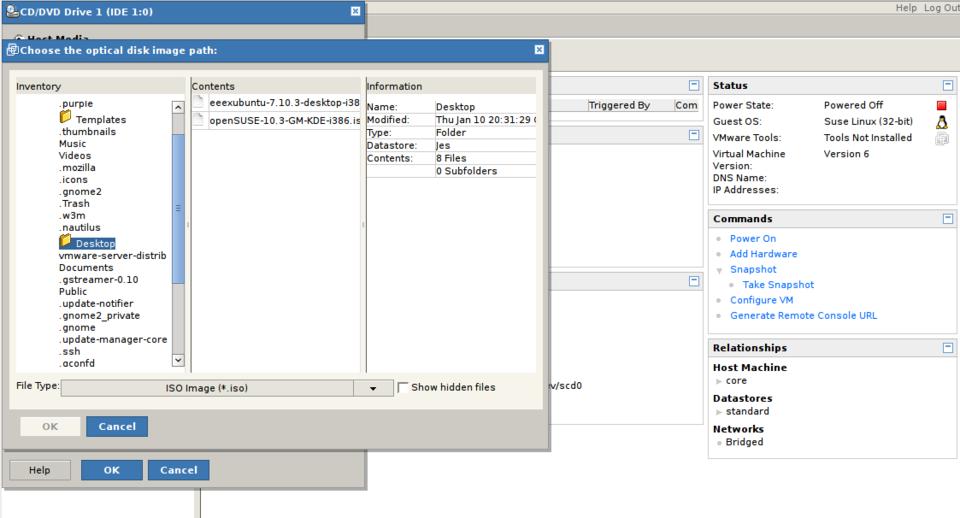 CD/DVD Drive 1 (IDE 1:0)
Help Log Out
Host Media
Choose the optical disk image path:
Inventory
.purple
Templates
.thumbnails
Music
Videos
.mozilla
.icons
.gnome2
.Trash
.w3m
.nautilus
Desktop
vmware-server-distrib
Documents
.gstreamer-0.10
Public
.update-notifier
.gnome2_private
.gnome
.update-manager-core
.ssh
.gconfd
Contents
eeexubuntu-7.10.3-desktop-i38
openSUSE-10.3-GM-KDE-i386.is
Information
Name: Desktop
Modified: Thu Jan 10 20:31:29
Type: Folder
Datastore: Jes
Contents: 8 Files
0 Subfolders
File Type: ISO Image (*.iso)
Show hidden files
OK Cancel
Help OK Cancel
Triggered By Com
ev/scd0
Status
Power State: Powered Off
Guest OS: Suse Linux (32-bit)
VMware Tools: Tools Not Installed
Virtual Machine Version 6
Version:
DNS Name:
IP Addresses:
Commands
Power On
Add Hardware
Snapshot
Take Snapshot
Configure VM
Generate Remote Console URL
Relationships
Host Machine
core
Datastores
standard
Networks
Bridged